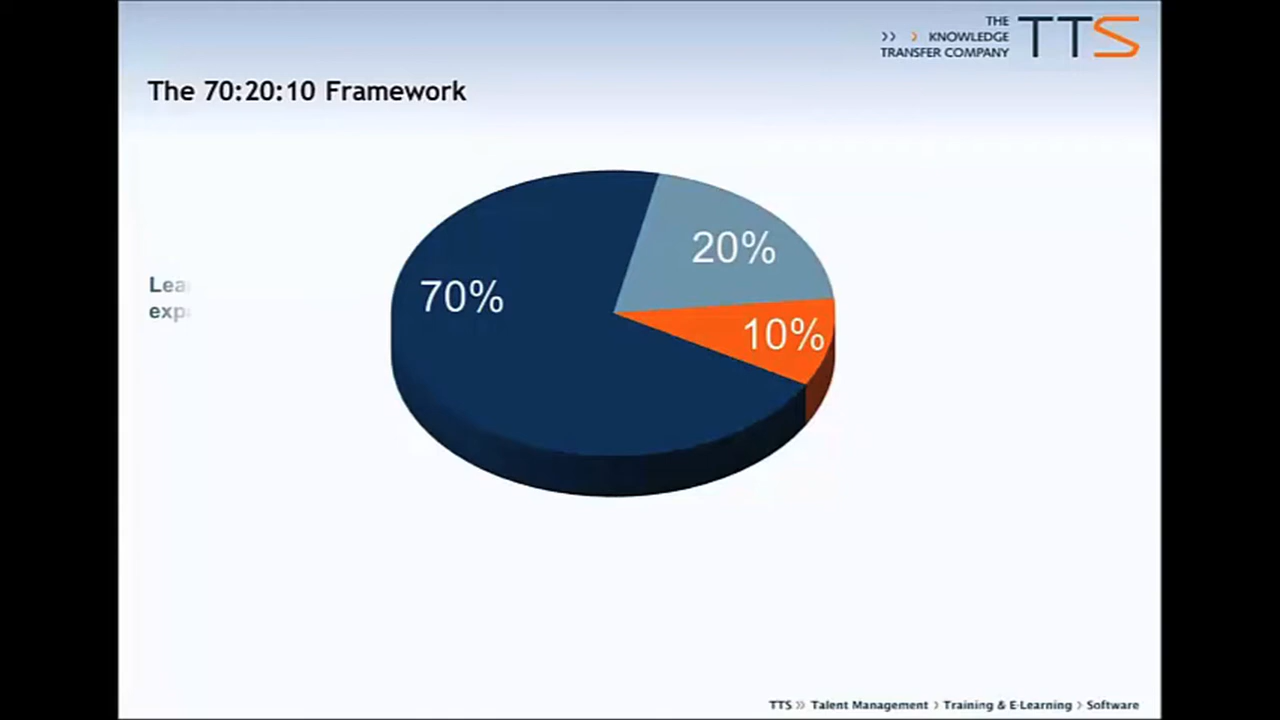 THE
›› › KNOWLEDGE
TRANSFER COMPANY
TTS
The 70:20:10 Framework
20%
70%
10%
TTS ›› Talent Management › Training & E-Learning › Software